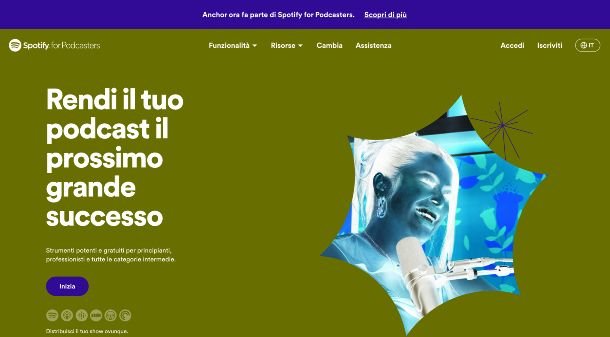 Anchor ora fa parte di Spotify for Podcasters. Scopri di più
Spotify for Podcasters Funzionalità Risorse Cambia Assistenza Accedi Iscriviti IT
Rendi il tuo
podcast il
prossimo
grande
successo
Strumenti potenti e gratuiti per principianti,
professionisti e tutte le categorie intermedie.
Inizia
Distribuisci il tuo show ovunque.